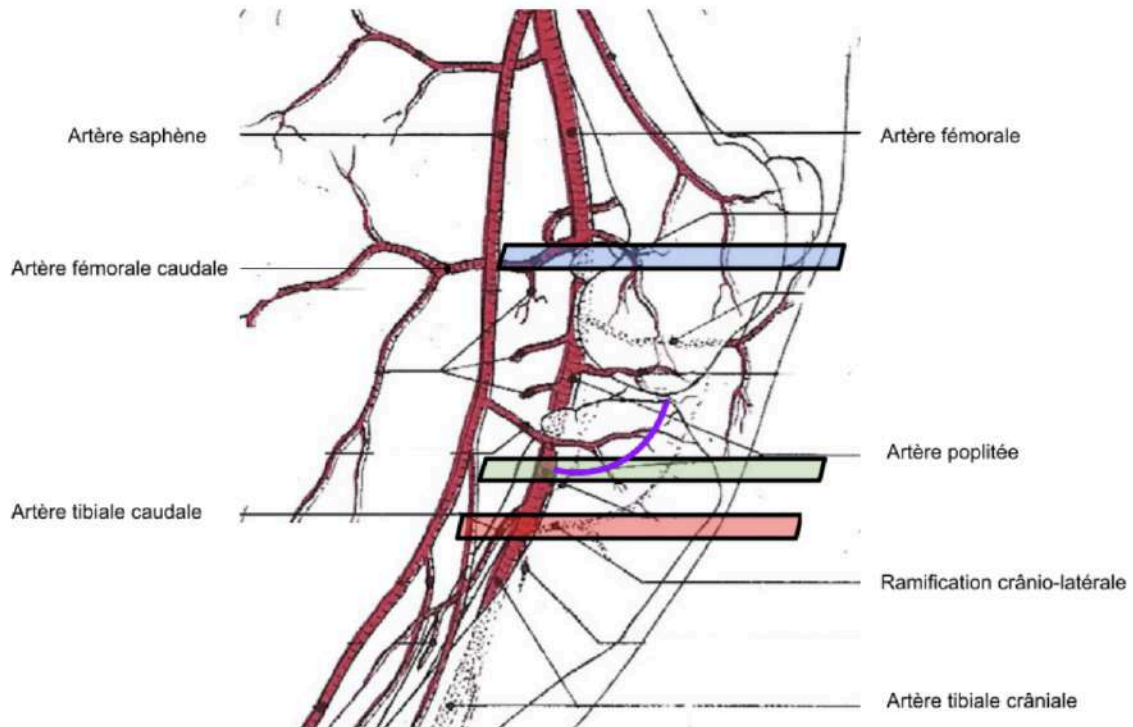 Artère saphène
Artère fémorale
Artère fémorale caudale
Artère poplitée
Artère tibiale caudale
Ramification crânio-latérale
Artère tibiale crâniale